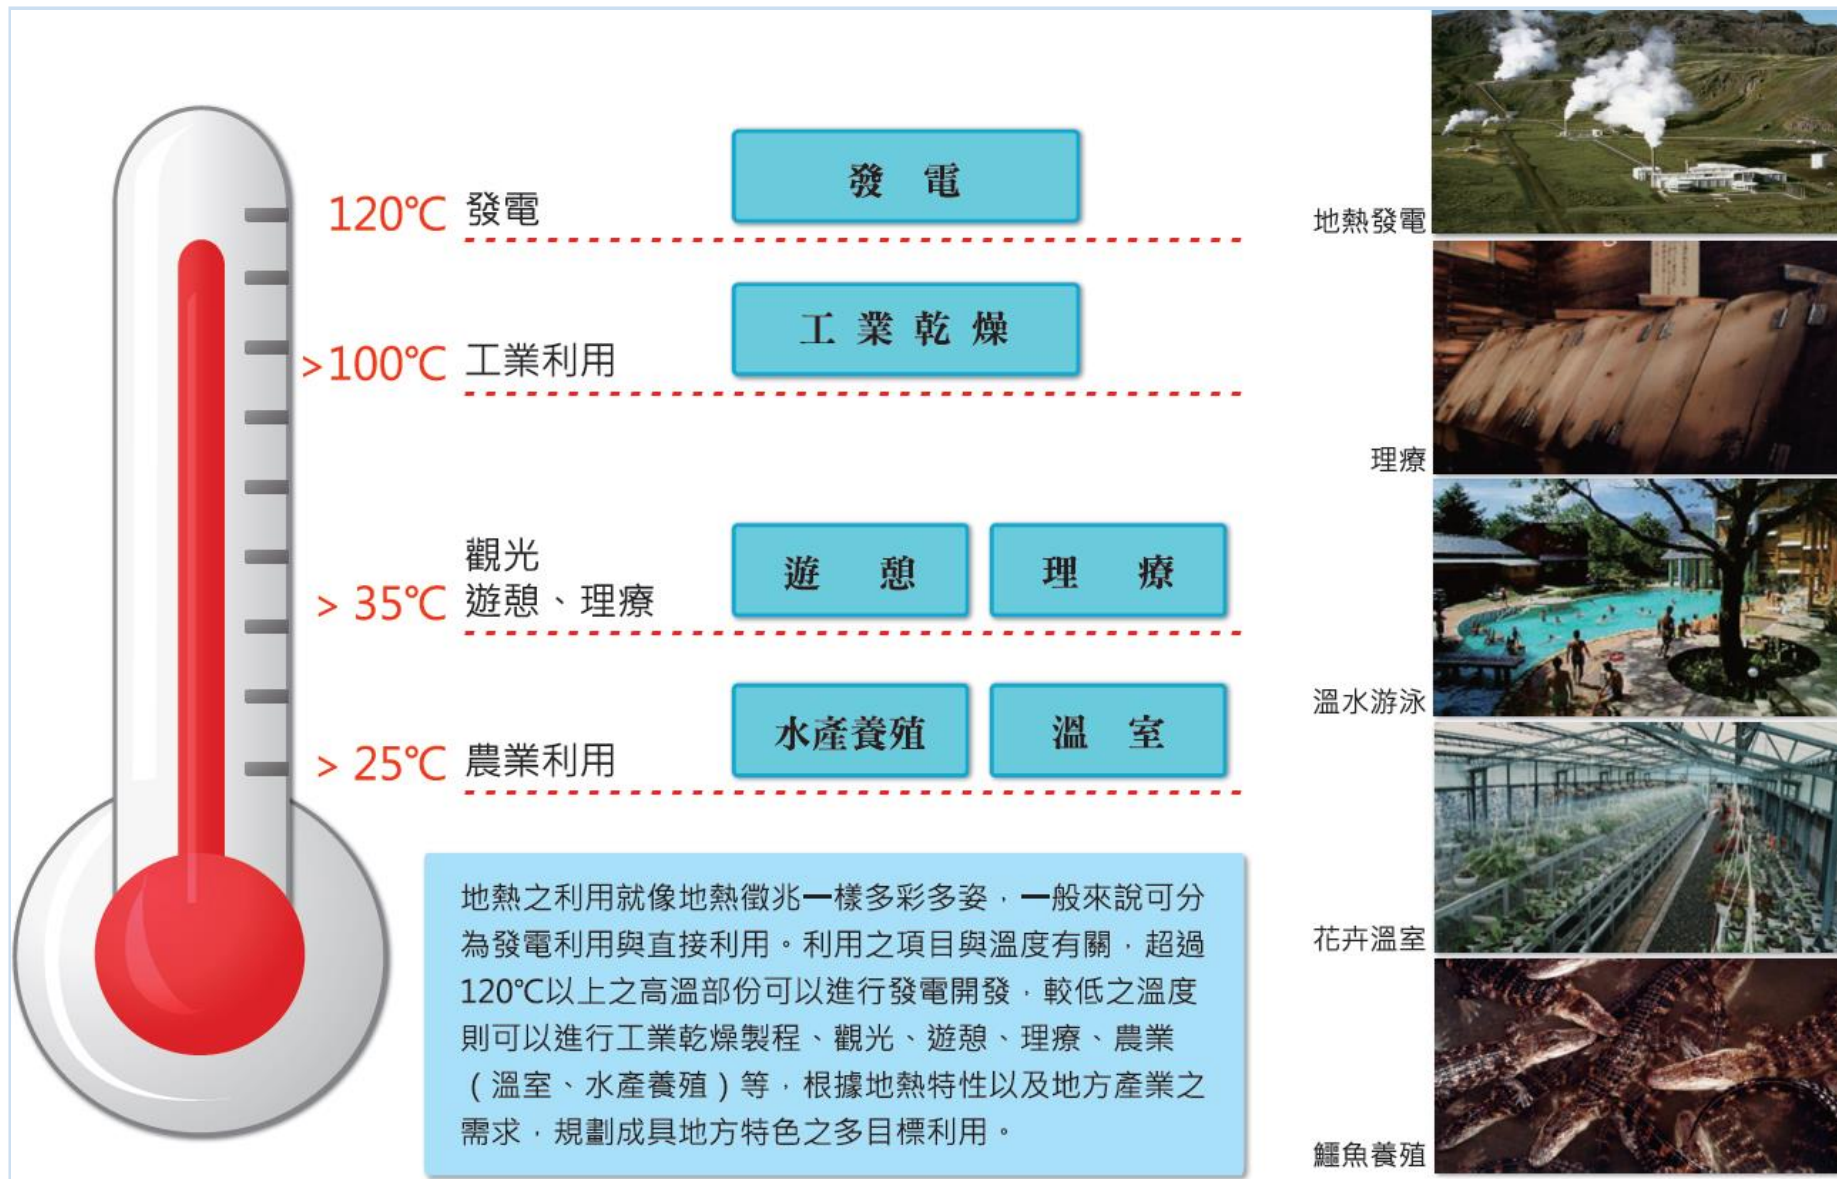 發 電
120℃ 發電
工 業 乾 燥
>100℃ 工業利用
觀光
遊憩 理療
> 35℃ 遊憩、理療
水產養殖 溫 室
> 25℃ 農業利用
地熱之利用就像地熱徵兆一樣多彩多姿，一般來說可分
為發電利用與直接利用。利用之項目與溫度有關，超過
120℃以上之高溫部份可以進行發電開發，較低之溫度
則可以進行工業乾燥製程、觀光、遊憩、理療、農業
（溫室、水產養殖）等，根據地熱特性以及地方產業之
需求，規劃成具地方特色之多目標利用。
地熱發電
理療
溫水游泳
花卉溫室
鱷魚養殖